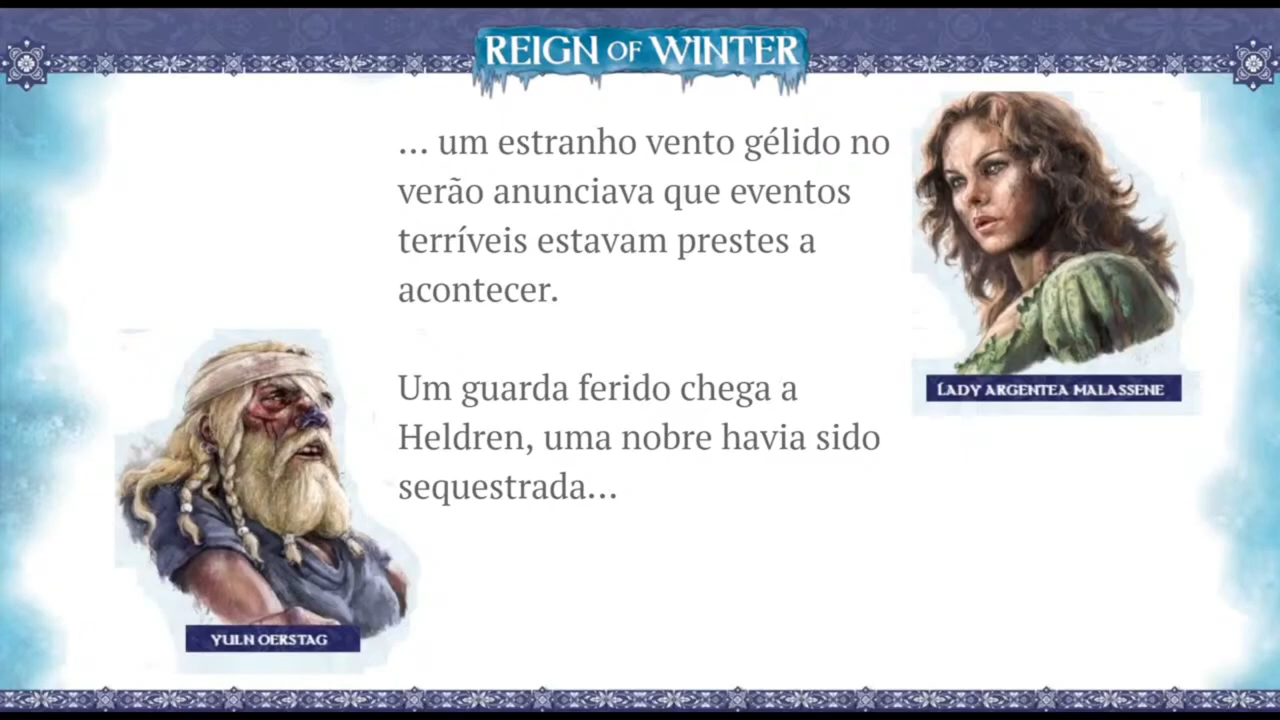 REIGN OF WINTER
... um estranho vento gélido no
verão anunciava que eventos
terríveis estavam prestes a
acontecer.
Um guarda ferido chega a
Heldren, uma nobre havia sido
sequestrada...
LADY ARGENTEA MALASSENE
YULN OERSTAG